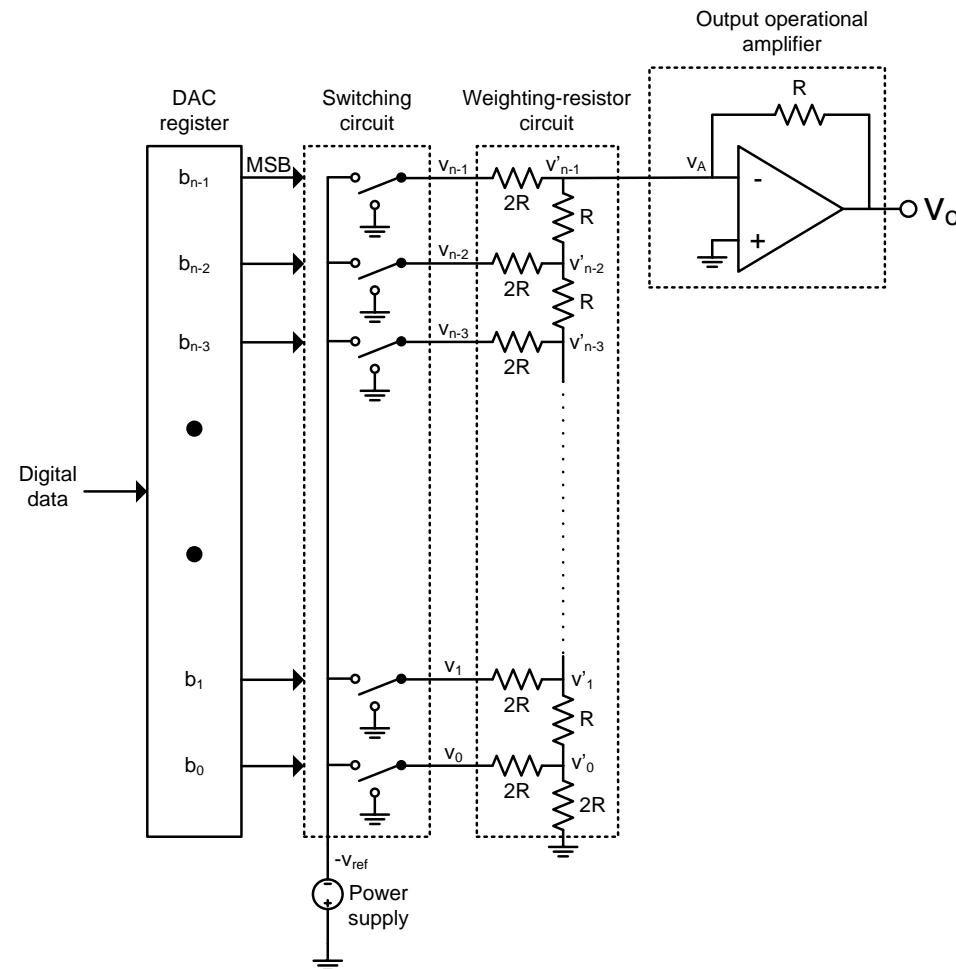 Output operational
amplifier
DAC
register
Switching
circuit
Weighting-resistor
circuit
R
b_{n-1}
MSB
v_{n-1}
2R
v'_{n-1}
v_A
-
+
V_C
R
b_{n-2}
v_{n-2}
2R
v'_{n-2}
R
b_{n-3}
v_{n-3}
2R
v'_{n-3}
Digital
data
b_1
v_1
2R
v'_1
R
b_0
v_0
2R
v'_0
2R
-v_{ref}
-
+
Power
supply